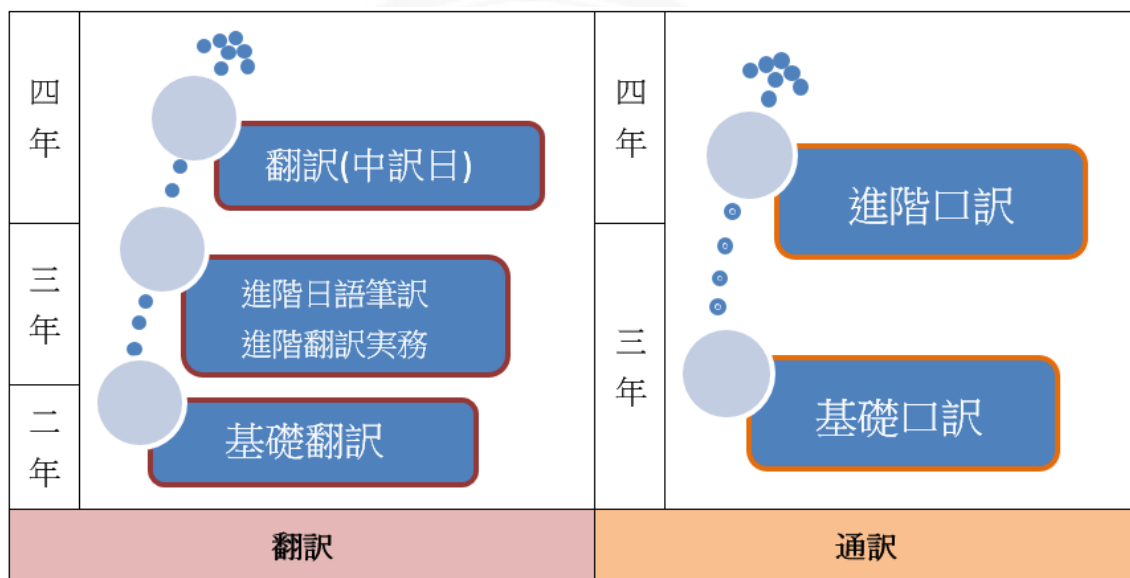 四年
翻訳(中訳日)
三年
進階日語筆訳
進階翻訳実務
二年
基礎翻訳
翻訳
四年
進階口訳
三年
基礎口訳
通訳